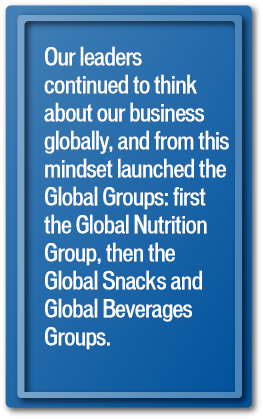 Our leaders
continued to think
about our business
globally, and from this
mindset launched the
Global Groups: first
the Global Nutrition
Group, then the
Global Snacks and
Global Beverages
Groups.